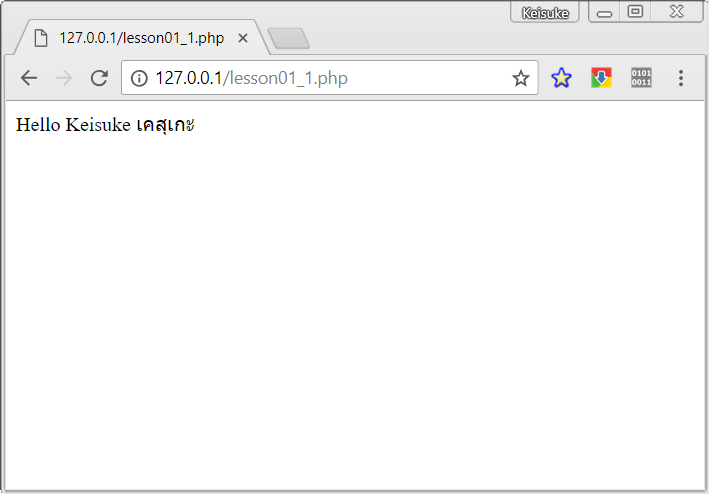 Keisuke
127.0.0.1/lesson01_1.php
127.0.0.1/lesson01_1.php
0101
0011
Hello Keisuke เคสุเกะ